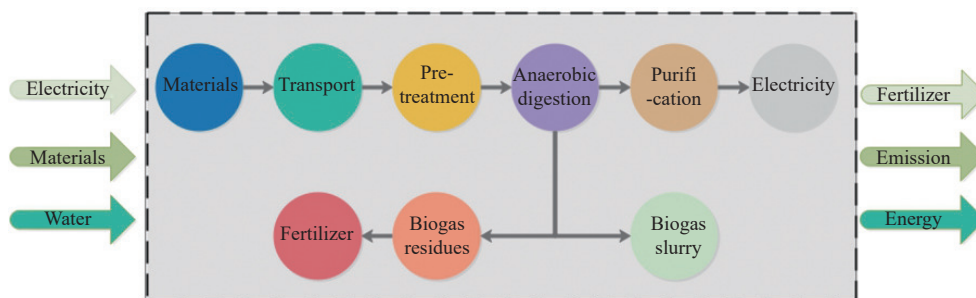 Electricity
Materials
Water
Materials
Transport
Pre-
treatment
Anaerobic
digestion
Purifi
-cation
Electricity
Fertilizer
Biogas
residues
Biogas
slurry
Fertilizer
Emission
Energy